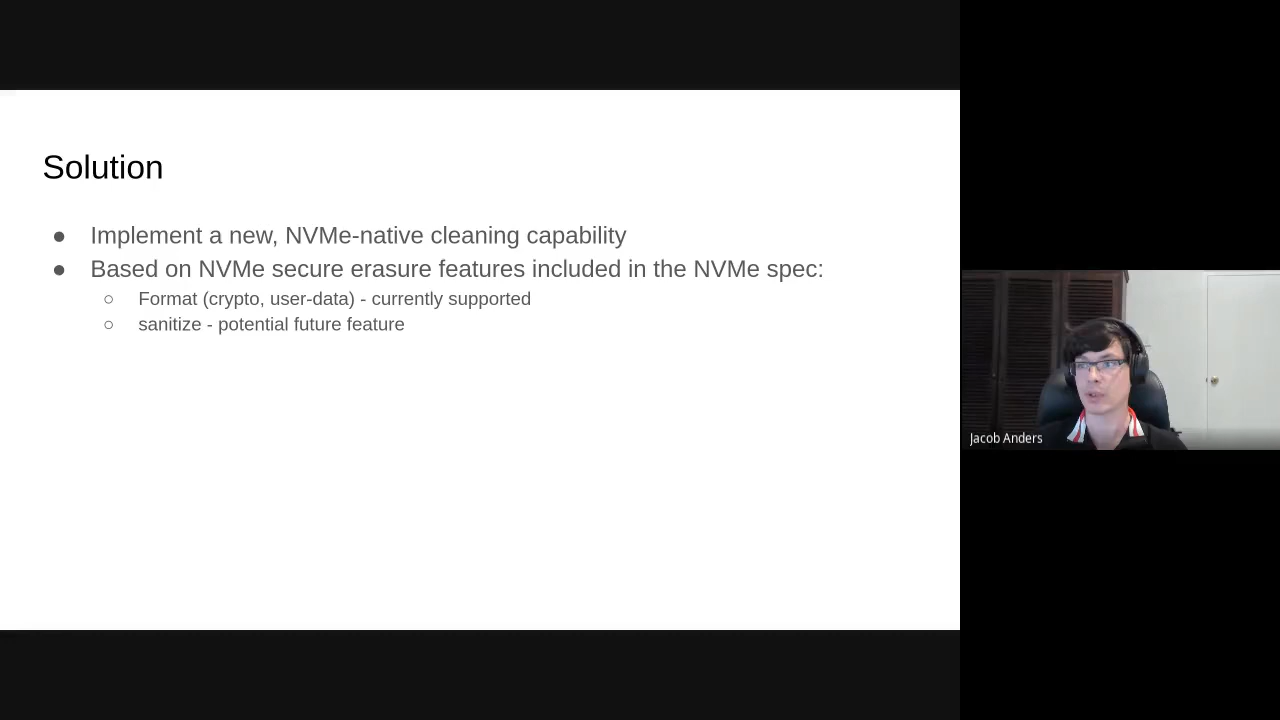 Solution
● Implement a new, NVMe-native cleaning capability
● Based on NVMe secure erasure features included in the NVMe spec:
○ Format (crypto, user-data) - currently supported
○ sanitize - potential future feature
Jacob Anders